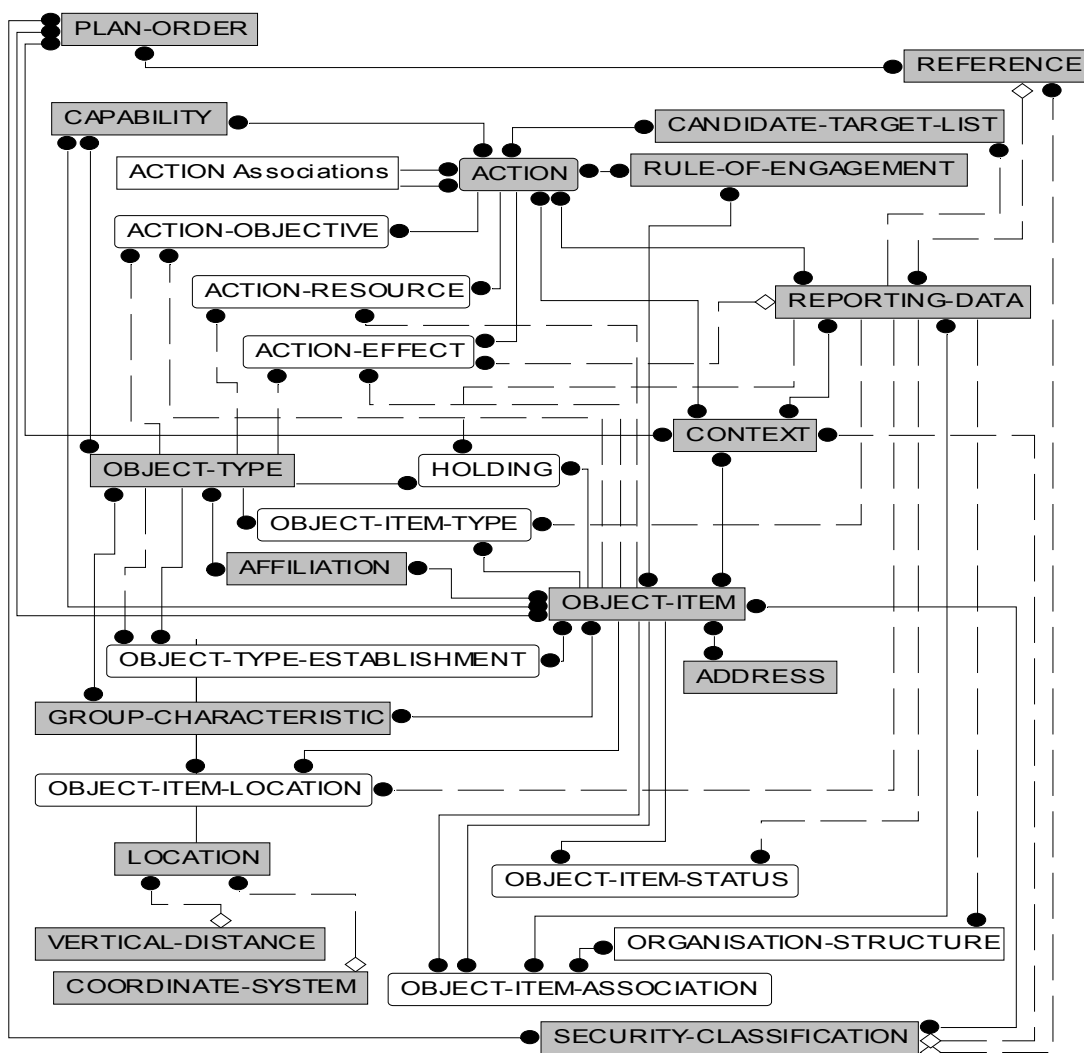 PLAN-ORDER
REFERENCE
CAPABILITY
CANDIDATE-TARGET-LIST
ACTION Associations
ACTION
RULE-OF-ENGAGEMENT
ACTION-OBJECTIVE
ACTION-RESOURCE
REPORTING-DATA
ACTION-EFFECT
CONTEXT
OBJECT-TYPE
HOLDING
OBJECT-ITEM-TYPE
AFFILIATION
OBJECT-ITEM
OBJECT-TYPE-ESTABLISHMENT
ADDRESS
GROUP-CHARACTERISTIC
OBJECT-ITEM-LOCATION
LOCATION
OBJECT-ITEM-STATUS
VERTICAL-DISTANCE
ORGANISATION-STRUCTURE
COORDINATE-SYSTEM
OBJECT-ITEM-ASSOCIATION
SECURITY-CLASSIFICATION